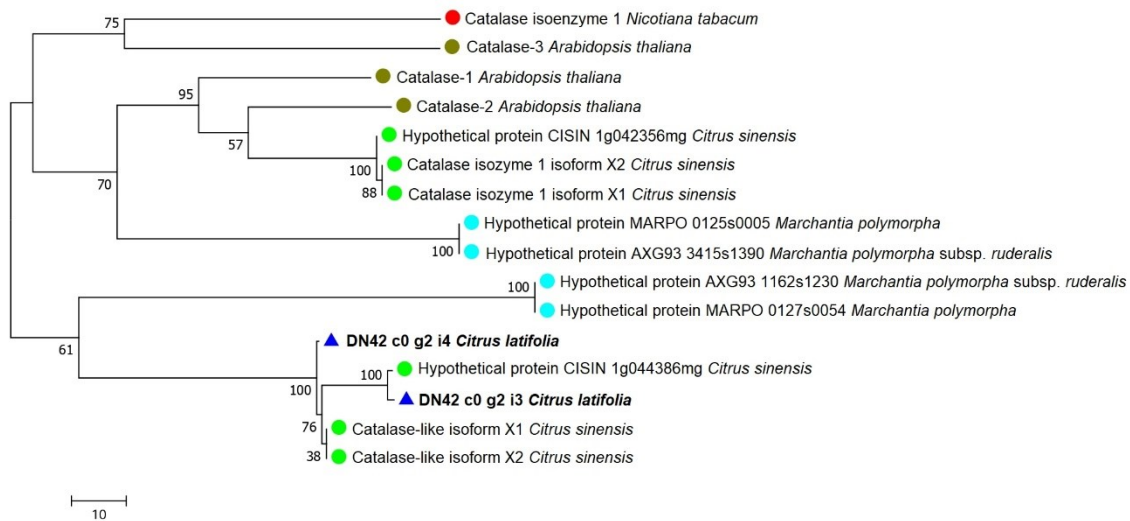 75
Catalase isoenzyme 1 Nicotiana tabacum
Catalase-3 Arabidopsis thaliana
Catalase-1 Arabidopsis thaliana
95
Catalase-2 Arabidopsis thaliana
57
Hypothetical protein CISIN 1g042356mg Citrus sinensis
Catalase isozyme 1 isoform X2 Citrus sinensis
100
88
Catalase isozyme 1 isoform X1 Citrus sinensis
70
Hypothetical protein MARPO 0125s0005 Marchantia polymorpha
100
Hypothetical protein AXG93 3415s1390 Marchantia polymorpha subsp. ruderalis
Hypothetical protein AXG93 1162s1230 Marchantia polymorpha subsp. ruderalis
100
Hypothetical protein MARPO 0127s0054 Marchantia polymorpha
61
DN42 c0 g2 i4 Citrus latifolia
100
Hypothetical protein CISIN 1g044386mg Citrus sinensis
100
DN42 c0 g2 i3 Citrus latifolia
76
Catalase-like isoform X1 Citrus sinensis
38
Catalase-like isoform X2 Citrus sinensis
10